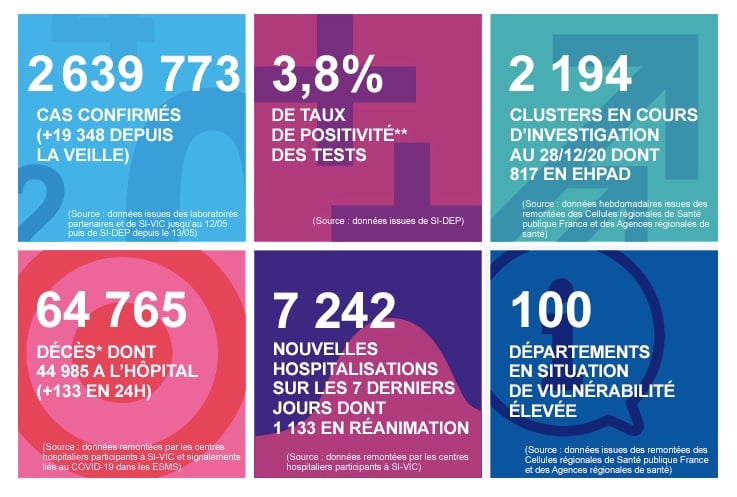 2 639 773
CAS CONFIRMÉS
(+19 348 DEPUIS
LA VEILLE)
(Source : données issues des laboratoires
partenaires et de SI-VIC jusqu'au 12/05
puis de SI-DEP depuis le 13/05)
3,8%
DE TAUX
DE POSITIVITÉ**
DES TESTS
(Source : données issues de SI-DEP)
2 194
CLUSTERS EN COURS
D'INVESTIGATION
AU 28/12/20 DONT
817 EN EHPAD
(Source : données hebdomadaires issues des
remontées des Cellules régionales de Santé
publique France et des Agences régionales de
santé)
64 765
DÉCÈS* DONT
44 985 A L'HÔPITAL
(+133 EN 24H)
(Source : données remontées par les centres
hospitaliers participants à SI-VIC et signalements
liés au COVID-19 dans les ESMS)
7 242
NOUVELLES
HOSPITALISATIONS
SUR LES 7 DERNIERS
JOURS DONT
1 133 EN RÉANIMATION
(Source : données remontées par les centres
hospitaliers participants à SI-VIC)
100
DÉPARTEMENTS
EN SITUATION
DE VULNÉRABILITÉ
ÉLEVÉE
(Source : données issues des remontées des
Cellules régionales de Santé publique France
et des Agences régionales de santé)